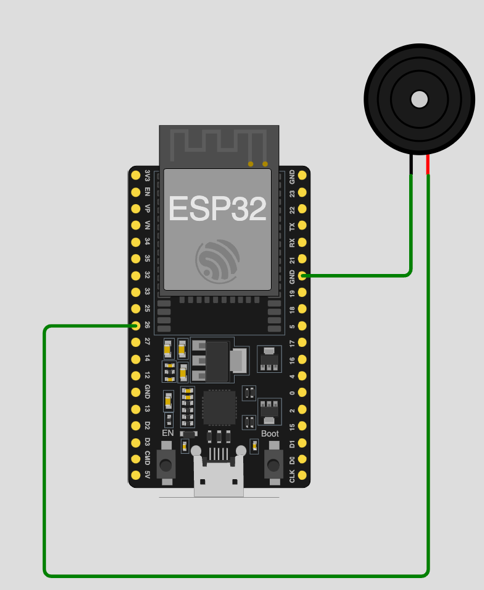 ESP32
3V3
EN
VP
VN
34
35
32
33
25
26
27
14
12
GND
13
D2
D3
CMD
5V
GND
23
22
TX
RX
21
GND
19
18
5
17
16
4
0
2
15
D1
D0
CLK
EN
Boot